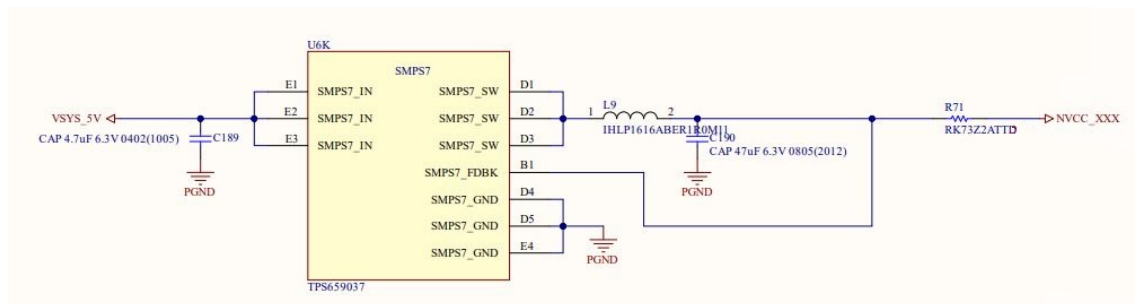 U6K
SMPS7
E1 SMPS7_IN SMPS7_SW D1
VSYS_5V E2 SMPS7_IN SMPS7_SW D2 1 L9 2 R71 NVCC_XXX
CAP 4.7uF 6.3V 0402(1005) C189 IHLP1616ABER1R0M11 RK73Z2ATTD
E3 SMPS7_IN SMPS7_SW D3 C190
CAP 47uF 6.3V 0805(2012)
SMPS7_FDBK B1
PGND PGND
SMPS7_GND D4
SMPS7_GND D5
SMPS7_GND E4
PGND
TPS659037